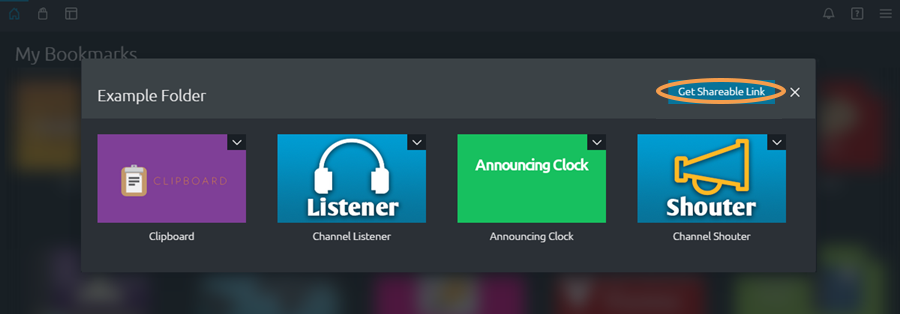 My Bookmarks
Example Folder
Get Shareable Link
CLIPBOARD
Listener
Announcing Clock
Shouter
Clipboard
Channel Listener
Announcing Clock
Channel Shouter